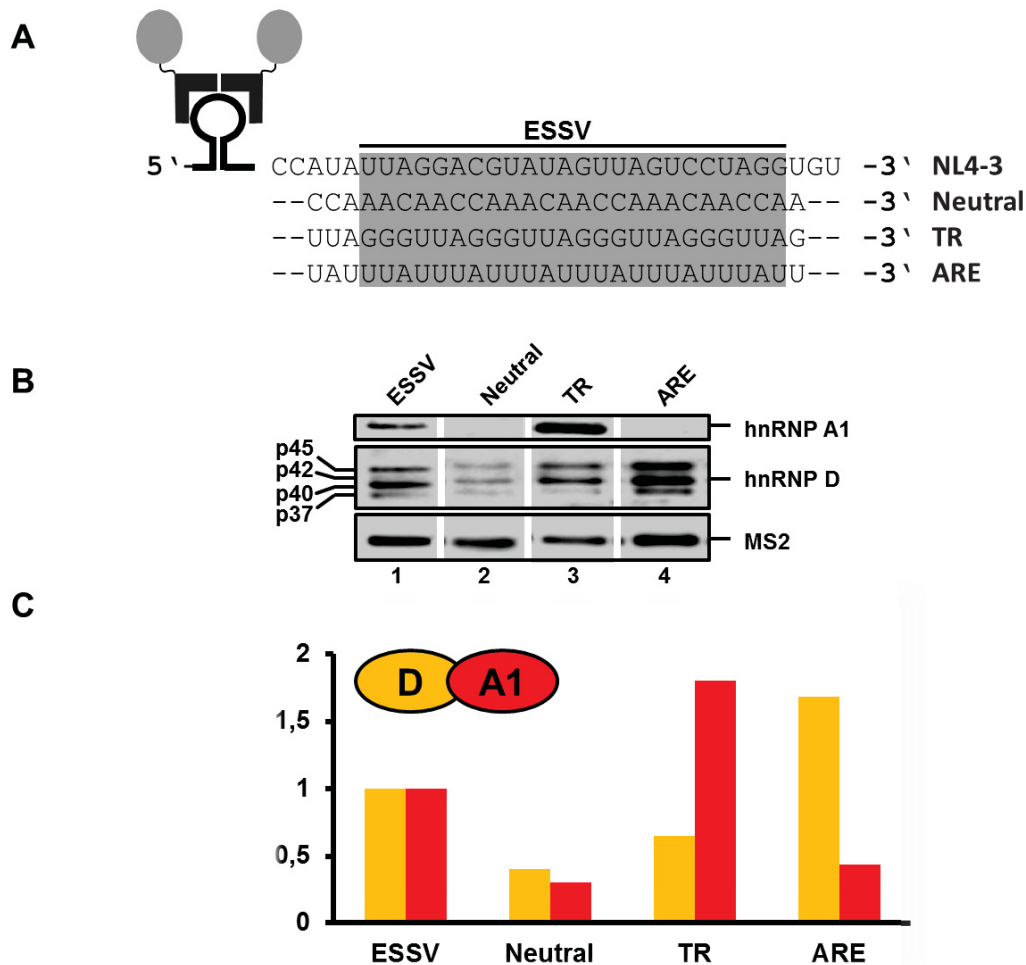 A
ESSV
5‘- CCAUAUUAGGACGUAUAGUUAGUCCUAGGUGU -3‘ NL4-3
--CCAAACAACCAAACAACCAAACAACCAA-- -3‘ Neutral
--UUAGGGUUAGGGUUAGGGUUAGGGUUAG-- -3‘ TR
--UAUUUAUUUAUUUAUUUAUUUAUUUAUU-- -3‘ ARE
B
ESSV Neutral TR ARE
hnRNP A1
p45
p42
p40
p37
hnRNP D
MS2
1 2 3 4
C
D A1
2
1,5
1
0,5
0
ESSV Neutral TR ARE